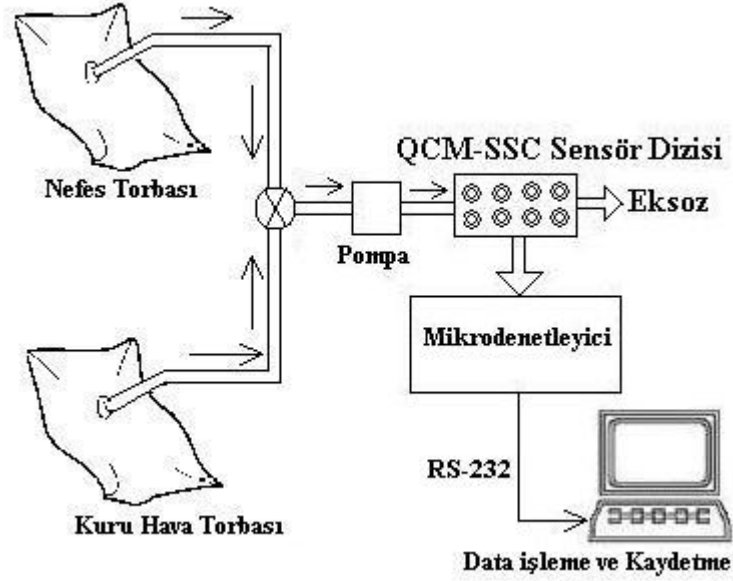 Nefes Torbası
QCM-SSC Sensör Dizisi
Eksoz
Pompa
Mikrodenetleyici
RS-232
Kuru Hava Torbası
Data işleme ve Kaydetme